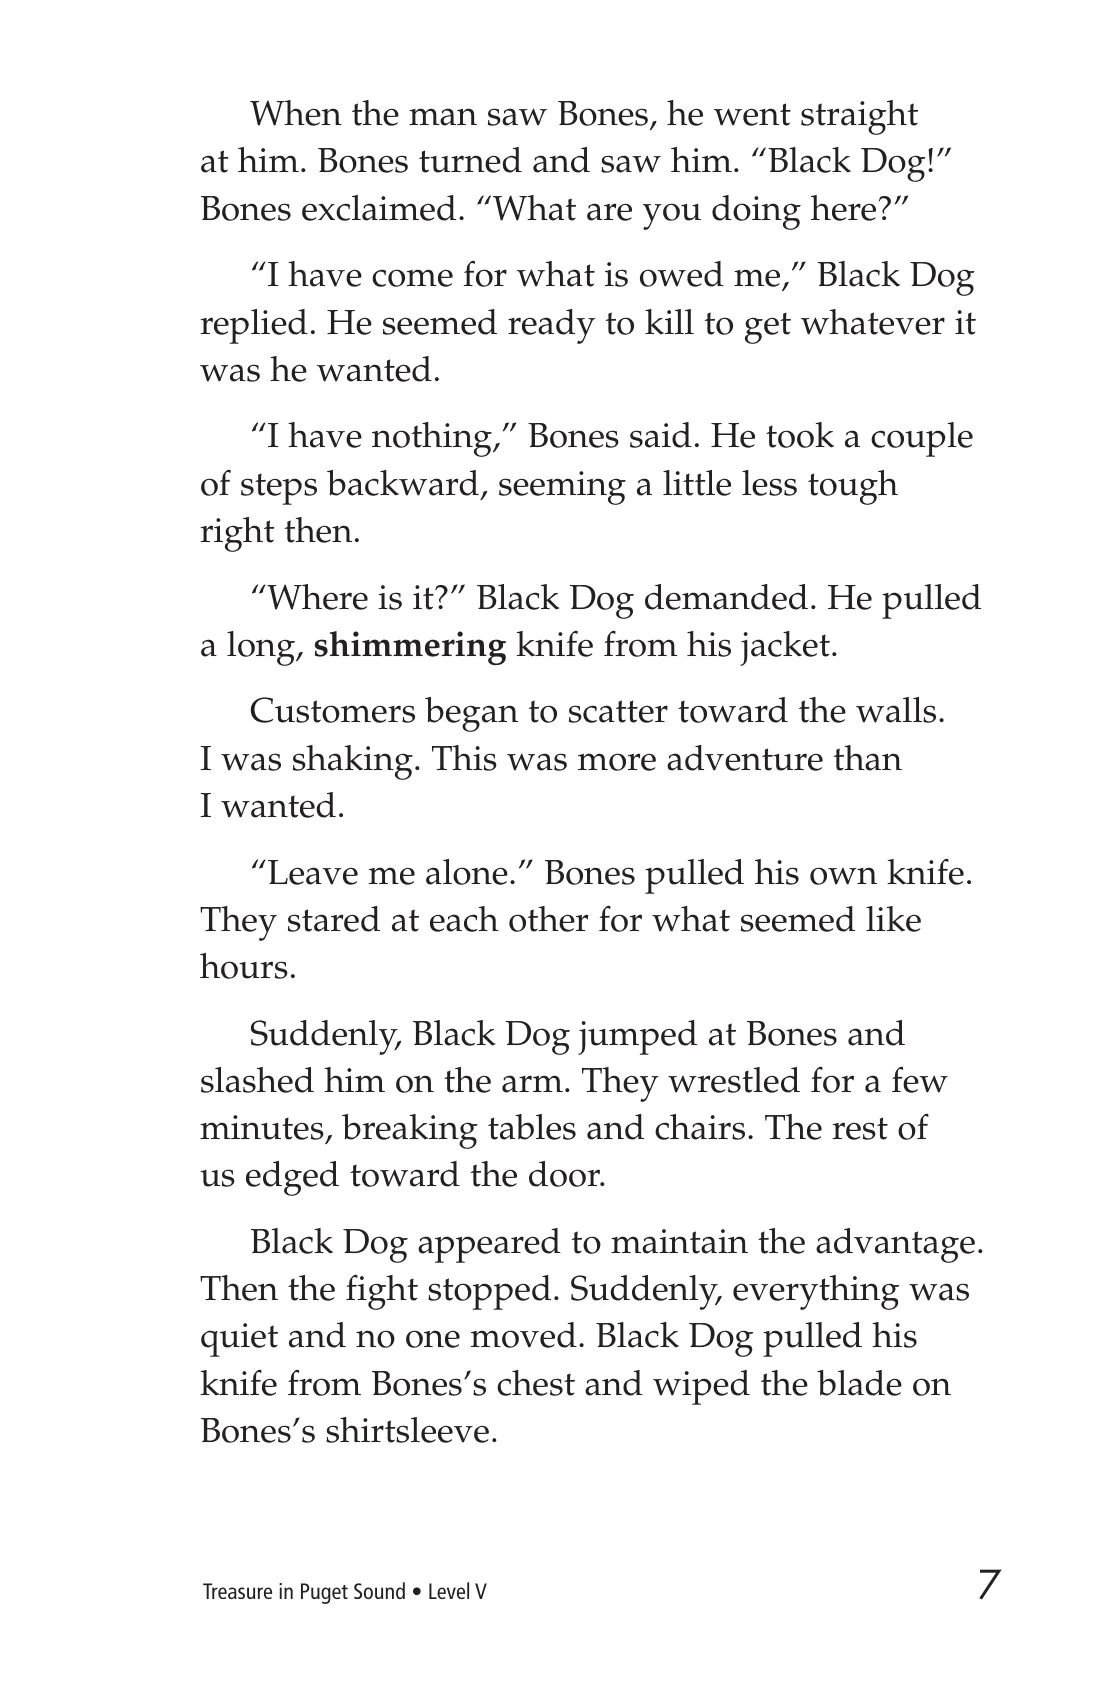 When the man saw Bones, he went straight
at him. Bones turned and saw him. “Black Dog!”
Bones exclaimed. “What are you doing here?”
“I have come for what is owed me,” Black Dog
replied. He seemed ready to kill to get whatever it
was he wanted.
“I have nothing,” Bones said. He took a couple
of steps backward, seeming a little less tough
right then.
“Where is it?” Black Dog demanded. He pulled
a long, shimmering knife from his jacket.
Customers began to scatter toward the walls.
I was shaking. This was more adventure than
I wanted.
“Leave me alone.” Bones pulled his own knife.
They stared at each other for what seemed like
hours.
Suddenly, Black Dog jumped at Bones and
slashed him on the arm. They wrestled for a few
minutes, breaking tables and chairs. The rest of
us edged toward the door.
Black Dog appeared to maintain the advantage.
Then the fight stopped. Suddenly, everything was
quiet and no one moved. Black Dog pulled his
knife from Bones’s chest and wiped the blade on
Bones’s shirtsleeve.
Treasure in Puget Sound • Level V
7